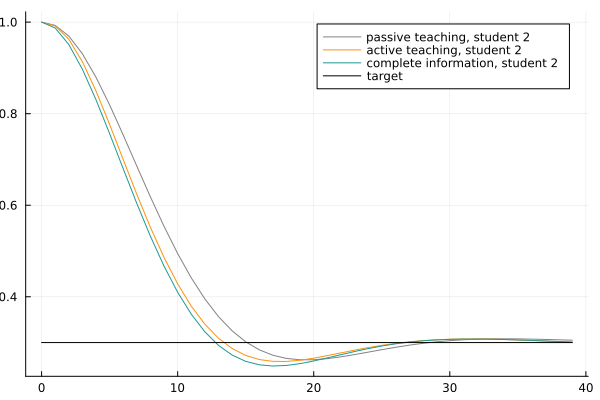 1.0
passive teaching, student 2
active teaching, student 2
complete information, student 2
target
0.8
0.6
0.4
0 10 20 30 40